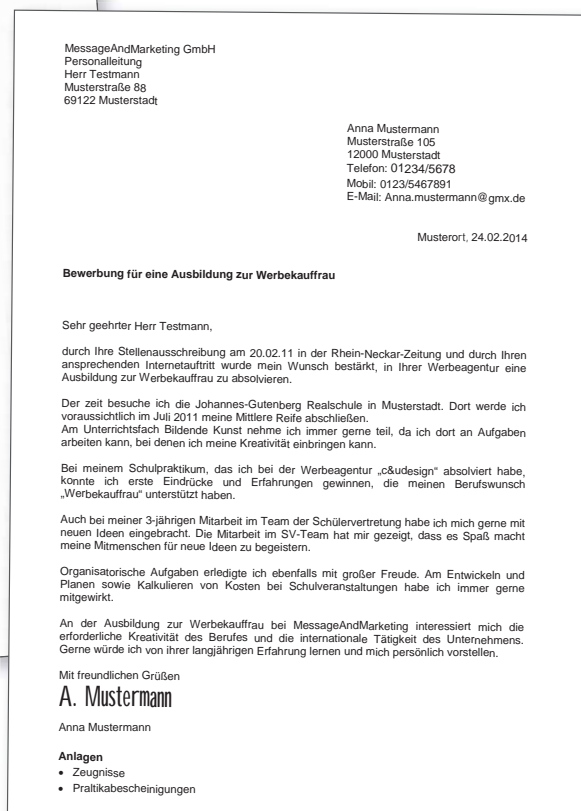 MessageAndMarketing GmbH
Personalleitung
Herr Testmann
Musterstraße 88
69122 Musterstadt
Anna Mustermann
Musterstraße 105
12000 Musterstadt
Telefon: 01234/5678
Mobil: 0123/5467891
E-Mail: Anna.mustermann@gmx.de
Musterort, 24.02.2014
Bewerbung für eine Ausbildung zur Werbekauffrau
Sehr geehrter Herr Testmann,
durch Ihre Stellenausschreibung am 20.02.11 in der Rhein-Neckar-Zeitung und durch Ihren
ansprechenden Internetauftritt wurde mein Wunsch bestärkt, in Ihrer Werbeagentur eine
Ausbildung zur Werbekauffrau zu absolvieren.
Der zeit besuche ich die Johannes-Gutenberg Realschule in Musterstadt. Dort werde ich
voraussichtlich im Juli 2011 meine Mittlere Reife abschließen.
Am Unterrichtsfach Bildende Kunst nehme ich immer gerne teil, da ich dort an Aufgaben
arbeiten kann, bei denen ich meine Kreativität einbringen kann.
Bei meinem Schulpraktikum, das ich bei der Werbeagentur „c&udesign“ absolviert habe,
konnte ich erste Eindrücke und Erfahrungen gewinnen, die meinen Berufswunsch
„Werbekauffrau“ unterstützt haben.
Auch bei meiner 3-jährigen Mitarbeit im Team der Schülervertretung habe ich mich gerne mit
neuen Ideen eingebracht. Die Mitarbeit im SV-Team hat mir gezeigt, dass es Spaß macht
meine Mitmenschen für neue Ideen zu begeistern.
Organisatorische Aufgaben erledigte ich ebenfalls mit großer Freude. Am Entwickeln und
Planen sowie Kalkulieren von Kosten bei Schulveranstaltungen habe ich immer gerne
mitgewirkt.
An der Ausbildung zur Werbekauffrau bei MessageAndMarketing interessiert mich die
erforderliche Kreativität des Berufes und die internationale Tätigkeit des Unternehmens.
Gerne würde ich von ihrer langjährigen Erfahrung lernen und mich persönlich vorstellen.
Mit freundlichen Grüßen
A. Mustermann
Anna Mustermann
Anlagen
• Zeugnisse
• Praltikabescheinigungen